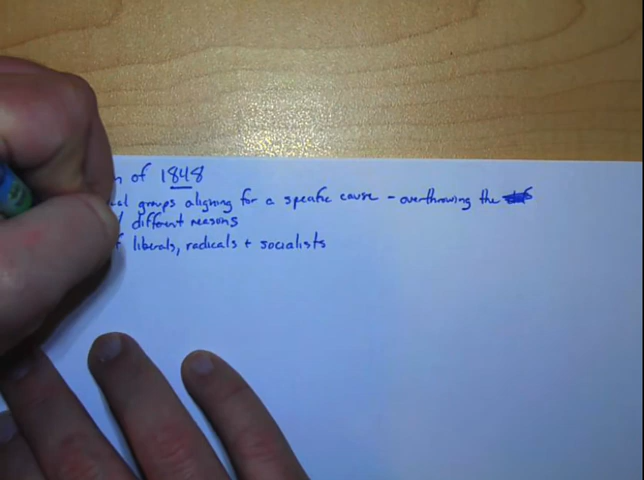 of 1848
groups aligning for a specific cause - overthrowing the
different reasons
liberals, radicals + socialists